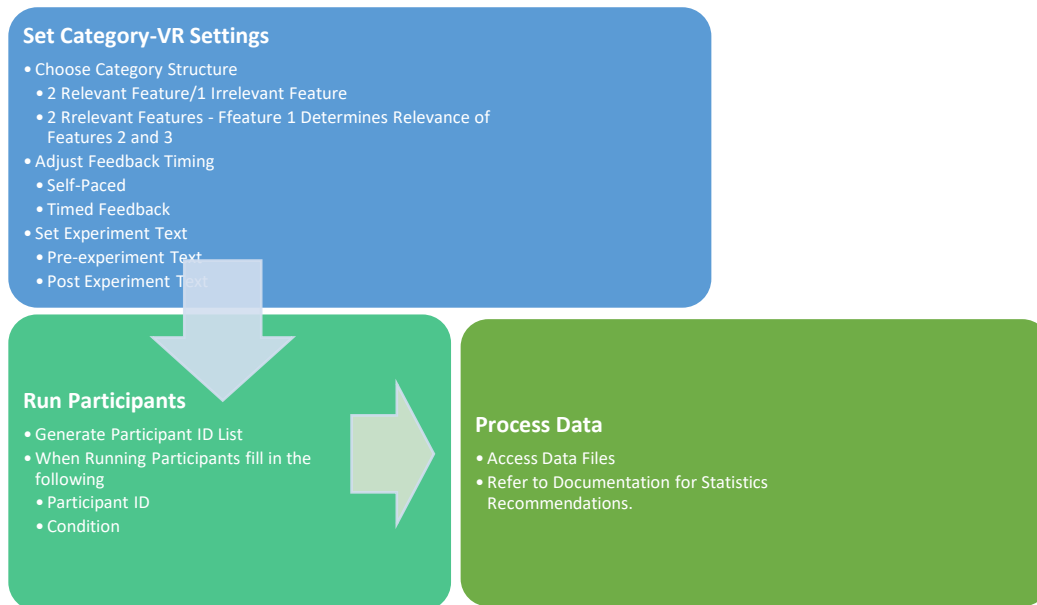 Set Category-VR Settings
• Choose Category Structure
• 2 Relevant Feature/1 Irrelevant Feature
• 2 Rrelevant Features - Ffeature 1 Determines Relevance of
Features 2 and 3
• Adjust Feedback Timing
• Self-Paced
• Timed Feedback
• Set Experiment Text
• Pre-experiment Text
• Post Experiment Text
Run Participants
• Generate Participant ID List
• When Running Participants fill in the
following
• Participant ID
• Condition
Process Data
• Access Data Files
• Refer to Documentation for Statistics
Recommendations.